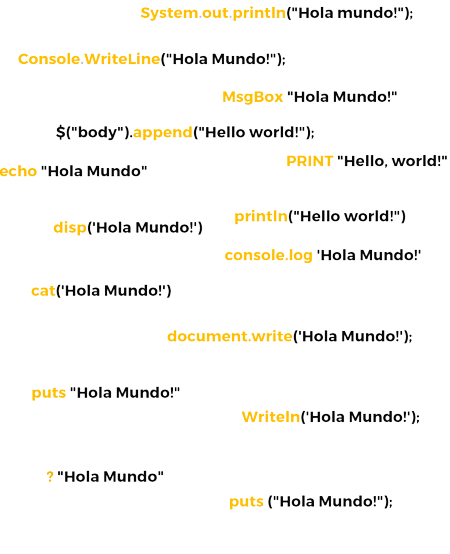 System.out.println("Hola mundo!");
Console.WriteLine("Hola Mundo!");
MsgBox "Hola Mundo!"
$("body").append("Hello world!");
PRINT "Hello, world!"
echo "Hola Mundo"
println("Hello world!")
disp('Hola Mundo!')
console.log 'Hola Mundo!'
cat('Hola Mundo!')
document.write('Hola Mundo!');
puts "Hola Mundo!"
Writeln('Hola Mundo!');
? "Hola Mundo"
puts ("Hola Mundo!");